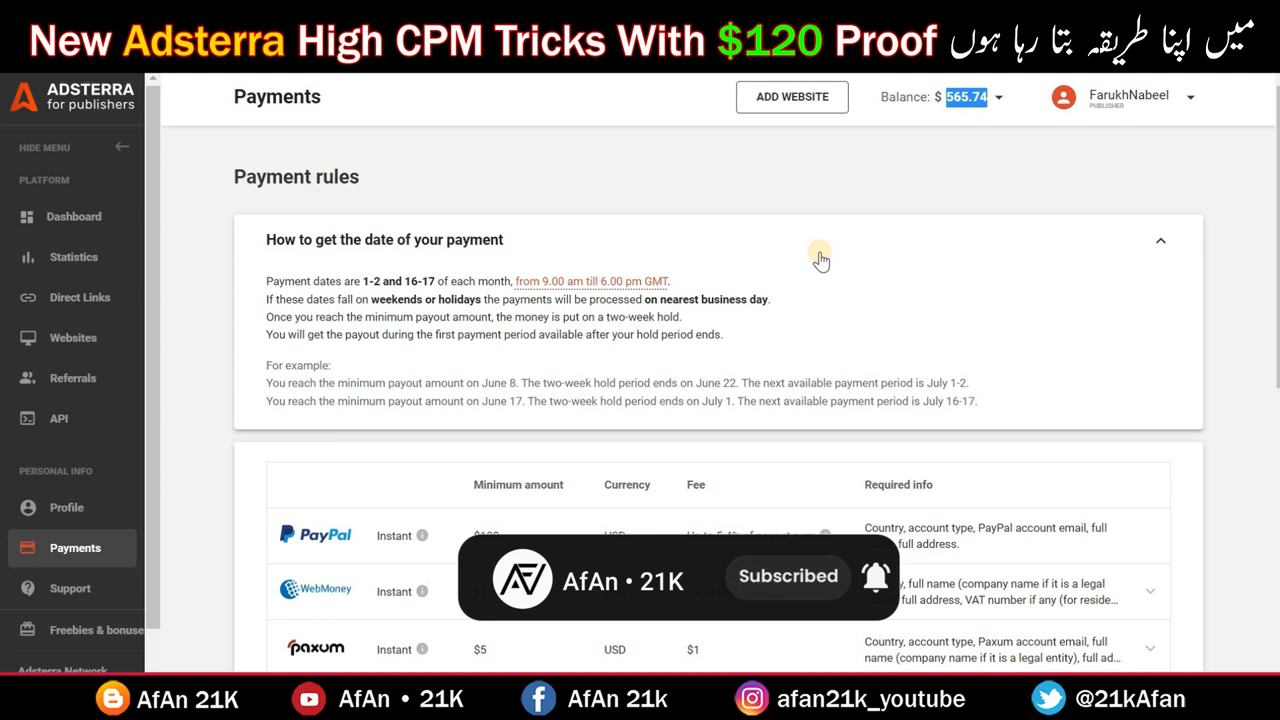 New Adsterra High CPM Tricks With $120 Proof میں اپنا طریقہ بتا رہا ہوں
ADSTERRA
for publishers
Payments
ADD WEBSITE
Balance: $ 565.74
FarukhNabeel
PUBLISHER
HIDE MENU
PLATFORM
Dashboard
Statistics
Direct Links
Websites
Referrals
API
PERSONAL INFO
Profile
Payments
Support
Freebies & bonuse
Adsterra Network
Payment rules
How to get the date of your payment
Payment dates are 1-2 and 16-17 of each month, from 9.00 am till 6.00 pm GMT.
If these dates fall on weekends or holidays the payments will be processed on nearest business day.
Once you reach the minimum payout amount, the money is put on a two-week hold.
You will get the payout during the first payment period available after your hold period ends.
For example:
You reach the minimum payout amount on June 8. The two-week hold period ends on June 22. The next available payment period is July 1-2.
You reach the minimum payout amount on June 17. The two-week hold period ends on July 1. The next available payment period is July 16-17.
Minimum amount Currency Fee Required info
PayPal Instant Country, account type, PayPal account email, full
full address.
WebMoney Instant full name (company name if it is a legal
full address, VAT number if any (for reside...
paxum Instant $5 USD $1 Country, account type, Paxum account email, full
name (company name if it is a legal entity), full ad...
AfAn • 21K Subscribed
AfAn 21K AfAn • 21K AfAn 21k afan21k_youtube @21kAfan